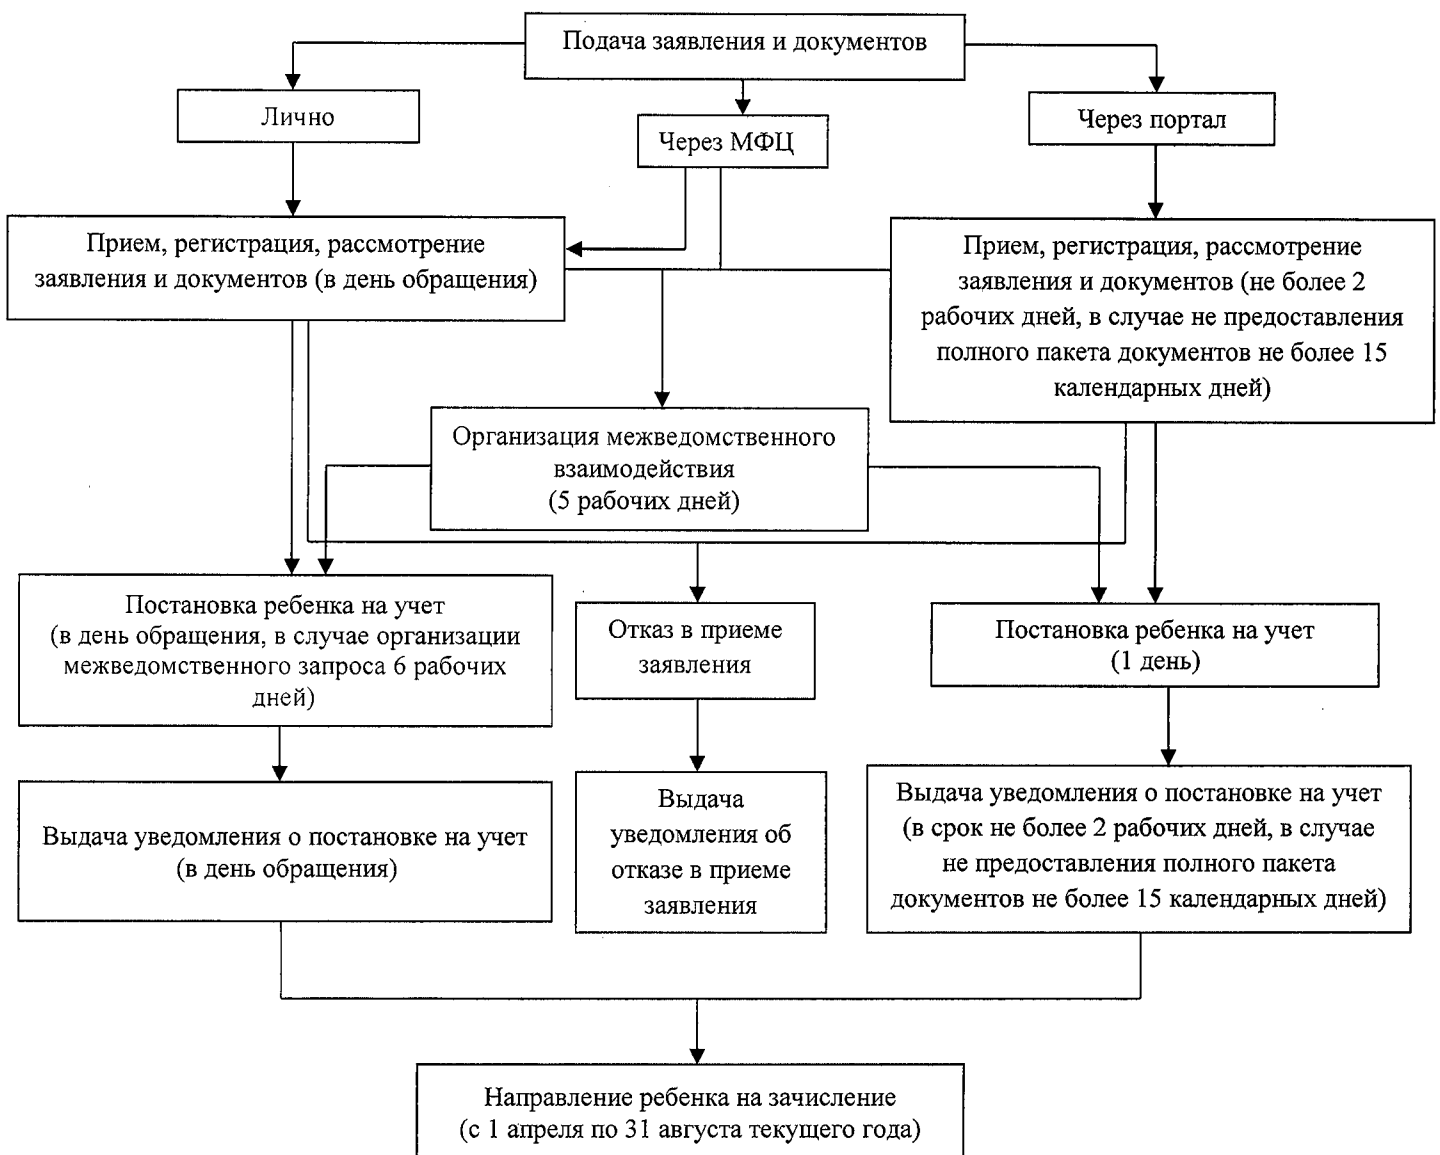 Подача заявления и документов
Лично
Через МФЦ
Через портал
Прием, регистрация, рассмотрение
заявления и документов (в день обращения)
Прием, регистрация, рассмотрение
заявления и документов (не более 2
рабочих дней, в случае не предоставления
полного пакета документов не более 15
календарных дней)
Организация межведомственного
взаимодействия
(5 рабочих дней)
Постановка ребенка на учет
(в день обращения, в случае организации
межведомственного запроса 6 рабочих
дней)
Отказ в приеме
заявления
Постановка ребенка на учет
(1 день)
Выдача уведомления о постановке на учет
(в день обращения)
Выдача
уведомления об
отказе в приеме
заявления
Выдача уведомления о постановке на учет
(в срок не более 2 рабочих дней, в случае
не предоставления полного пакета
документов не более 15 календарных дней)
Направление ребенка на зачисление
(с 1 апреля по 31 августа текущего года)